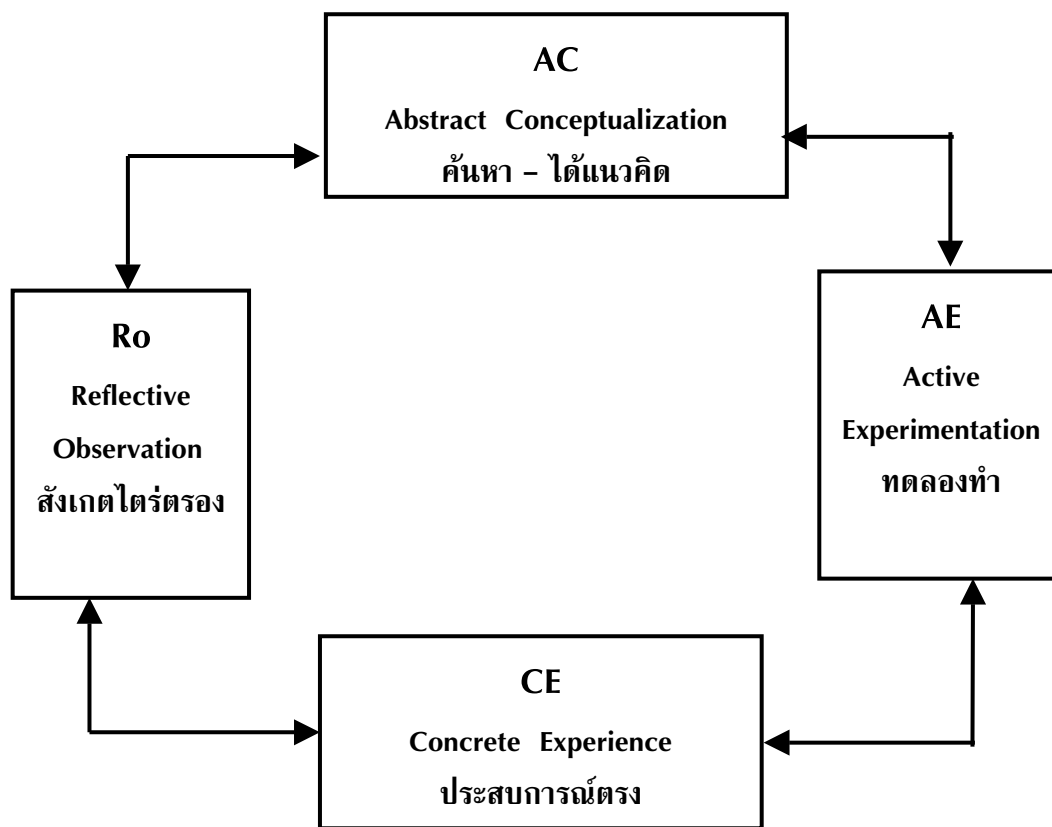 AC
Abstract Conceptualization
ค้นหา – ได้แนวคิด
Ro
Reflective
Observation
สังเกตไตร่ตรอง
AE
Active
Experimentation
ทดลองทำ
CE
Concrete Experience
ประสบการณ์ตรง